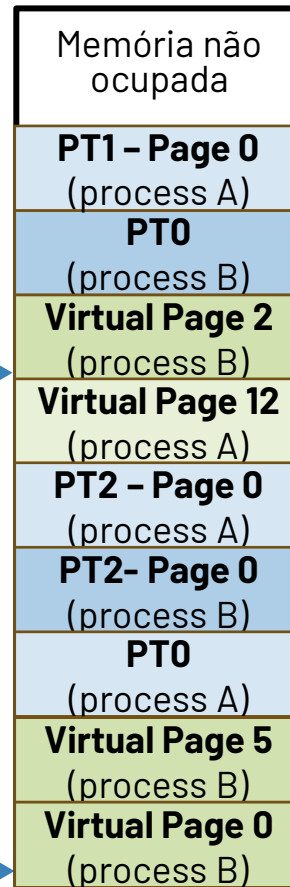 Memória não
ocupada
PT1 – Page 0
(process A)
PT0
(process B)
Virtual Page 2
(process B)
Virtual Page 12
(process A)
PT2 – Page 0
(process A)
PT2- Page 0
(process B)
PT0
(process A)
Virtual Page 5
(process B)
Virtual Page 0
(process B)